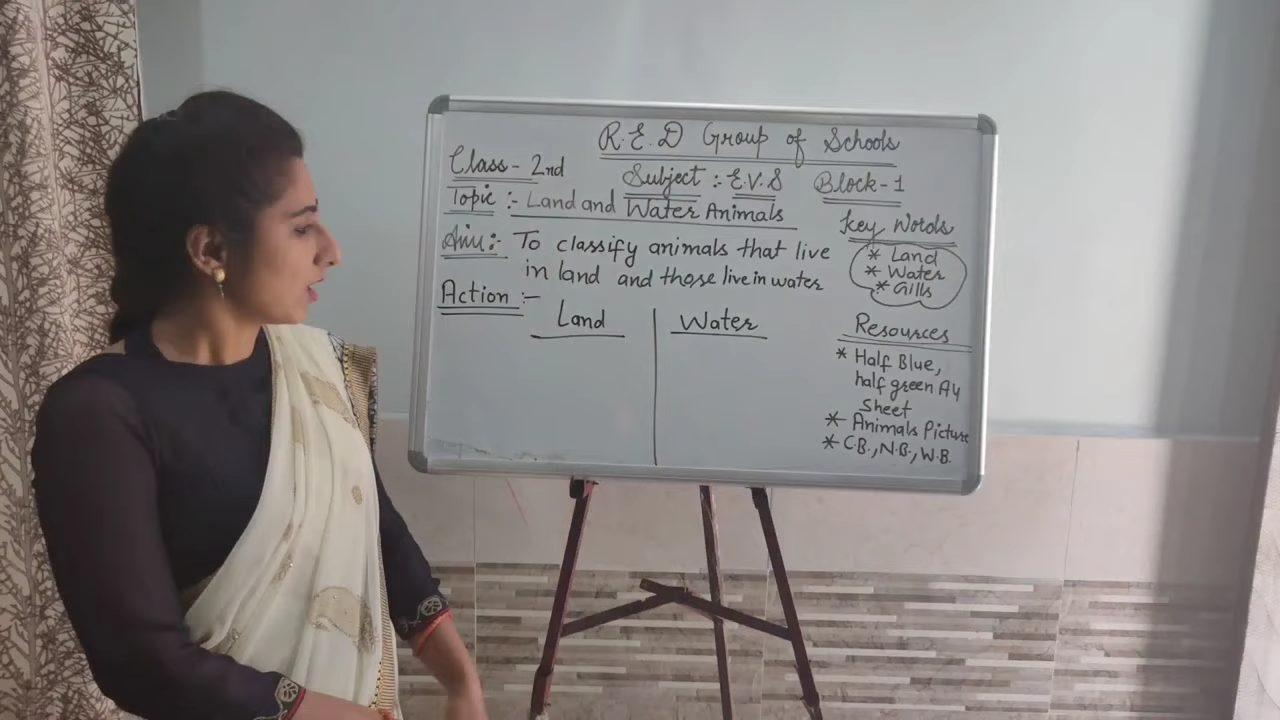 R.E.D Group of Schools
Class - 2nd
Subject :- E.V.S
Block-1
Topic :- Land and Water Animals
Aim :- To classify animals that live
in land and those live in water
Action :-
Land
Water
Key Words
* Land
* Water
* Gills
Resources
* Half Blue,
half green A4
Sheet
* Animals Picture
* C.B., N.B., W.B.